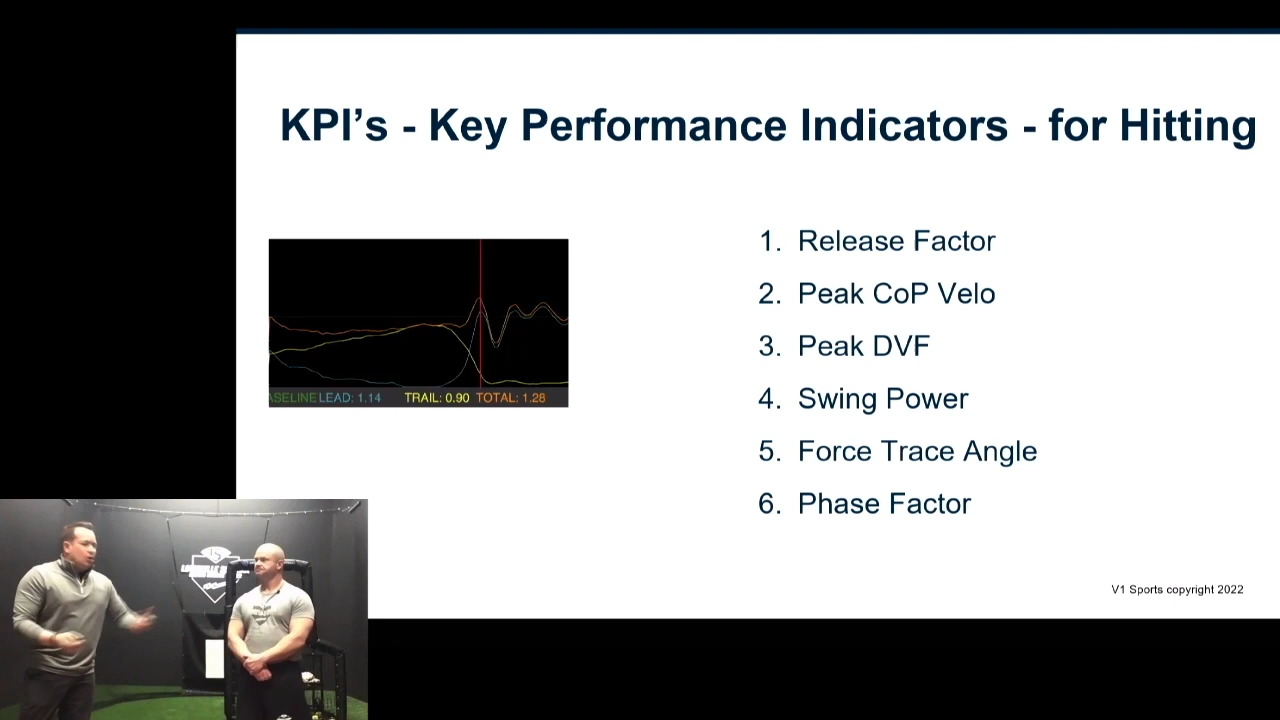 KPI's - Key Performance Indicators - for Hitting
1. Release Factor
2. Peak CoP Velo
3. Peak DVF
4. Swing Power
5. Force Trace Angle
6. Phase Factor
ASELINE LEAD: 1.14 TRAIL: 0.90 TOTAL: 1.28
V1 Sports copyright 2022